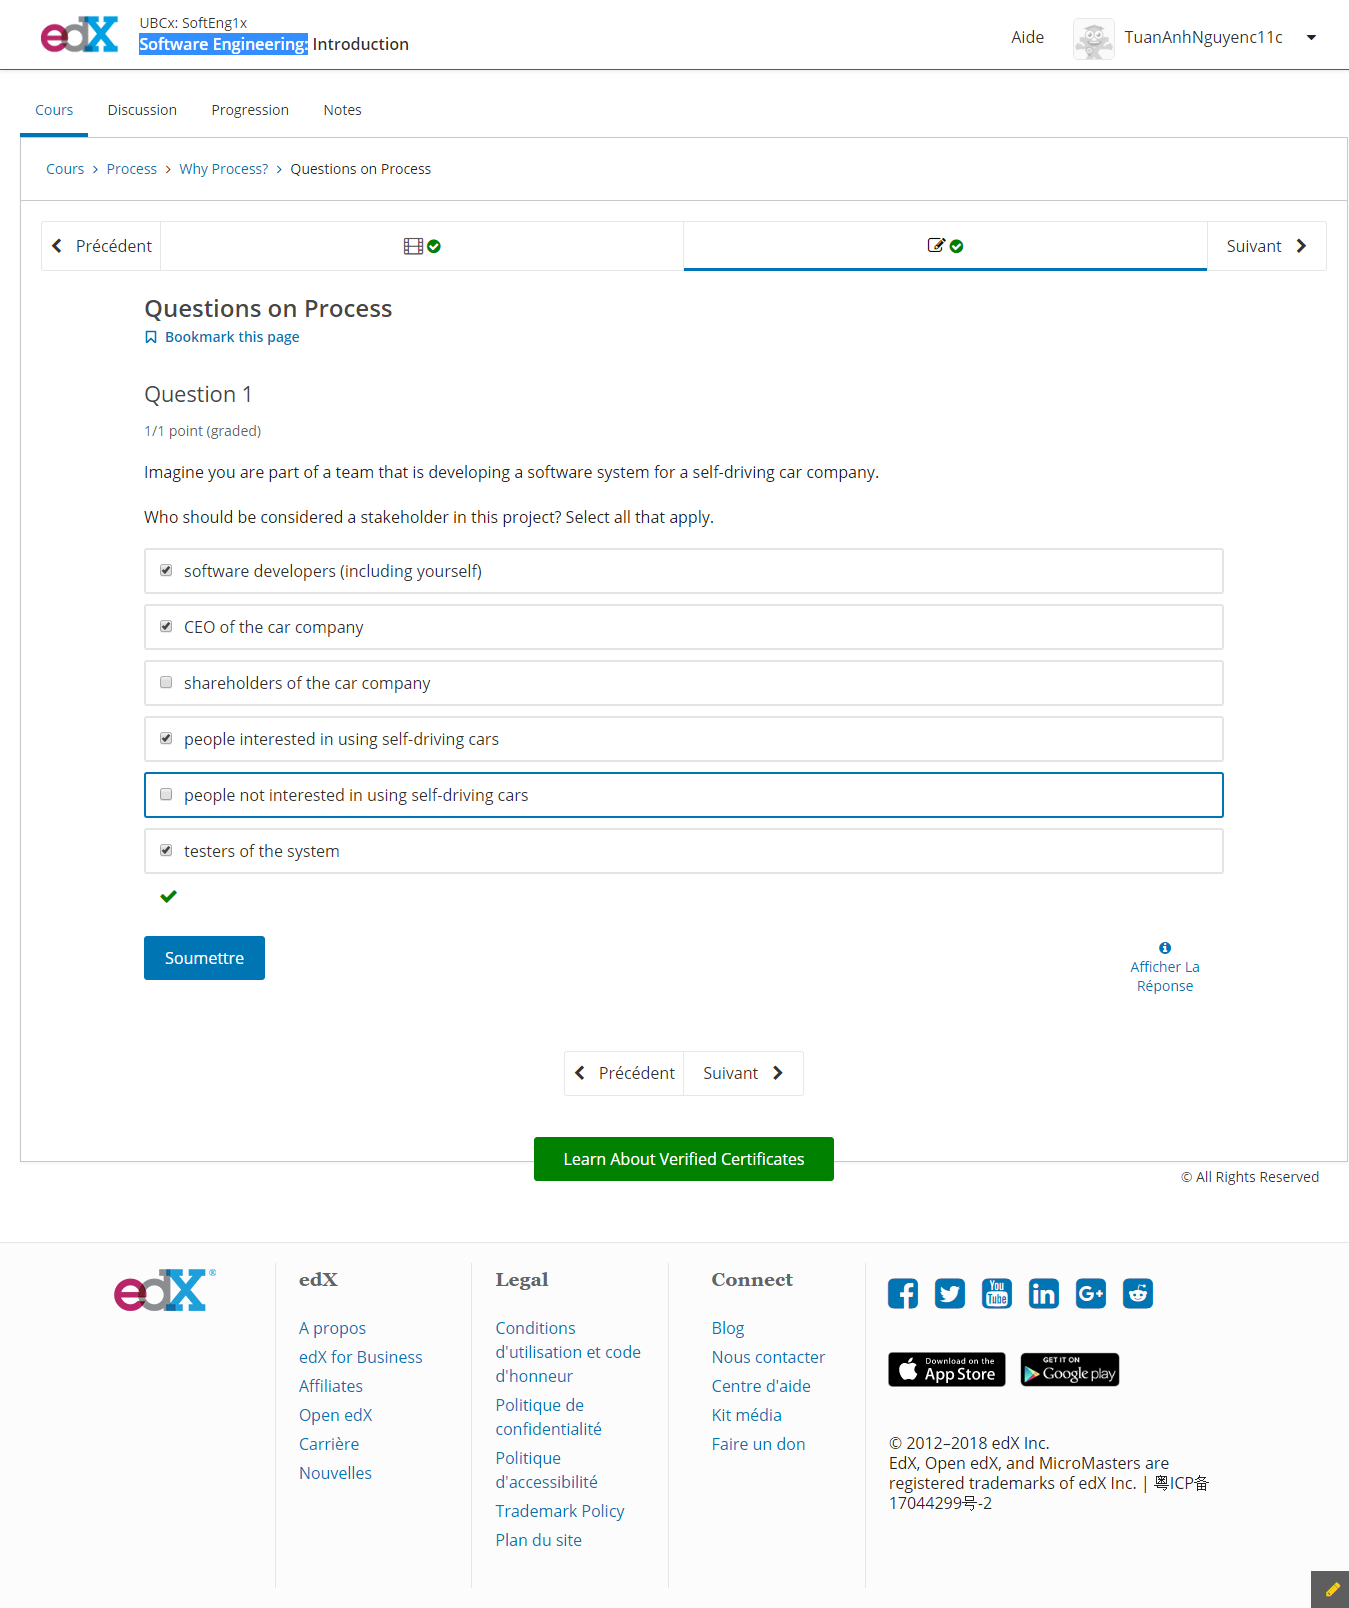 edX
UBCx: SoftEng1x
Software Engineering: Introduction
Aide
TuanAnhNguyenc11c
Cours
Discussion
Progression
Notes
Cours > Process > Why Process? > Questions on Process
Précédent
Suivant
Questions on Process
Bookmark this page
Question 1
1/1 point (graded)
Imagine you are part of a team that is developing a software system for a self-driving car company.
Who should be considered a stakeholder in this project? Select all that apply.
software developers (including yourself)
CEO of the car company
shareholders of the car company
people interested in using self-driving cars
people not interested in using self-driving cars
testers of the system
Soumettre
Afficher La
Réponse
Précédent
Suivant
Learn About Verified Certificates
© All Rights Reserved
edX®
edX
A propos
edX for Business
Affiliates
Open edX
Carrière
Nouvelles
Legal
Conditions
d'utilisation et code
d'honneur
Politique de
confidentialité
Politique
d'accessibilité
Trademark Policy
Plan du site
Connect
Blog
Nous contacter
Centre d'aide
Kit média
Faire un don
You
Tube
in
G+
Download on the
App Store
GET IT ON
Google play
© 2012–2018 edX Inc.
EdX, Open edX, and MicroMasters are
registered trademarks of edX Inc. | 粤ICP备
17044299号-2